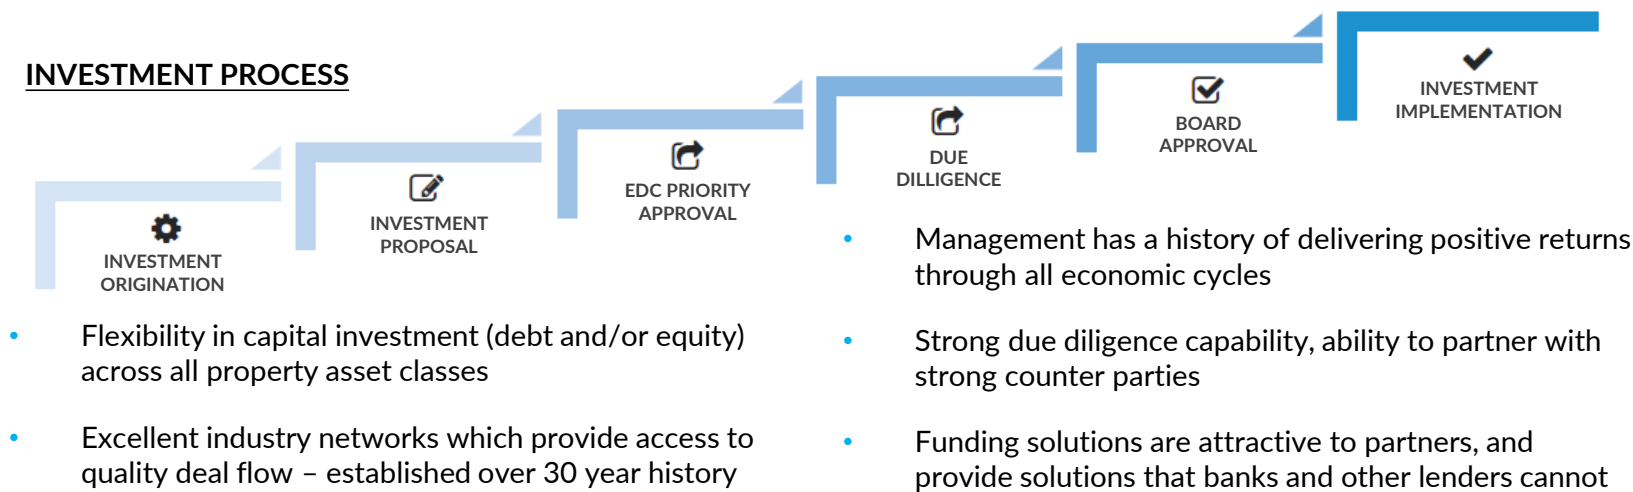 INVESTMENT PROCESS
INVESTMENT
ORIGINATION
INVESTMENT
PROPOSAL
EDC PRIORITY
APPROVAL
DUE
DILLIGENCE
BOARD
APPROVAL
INVESTMENT
IMPLEMENTATION
• Flexibility in capital investment (debt and/or equity)
across all property asset classes
• Excellent industry networks which provide access to
quality deal flow – established over 30 year history
• Management has a history of delivering positive returns
through all economic cycles
• Strong due diligence capability, ability to partner with
strong counter parties
• Funding solutions are attractive to partners, and
provide solutions that banks and other lenders cannot